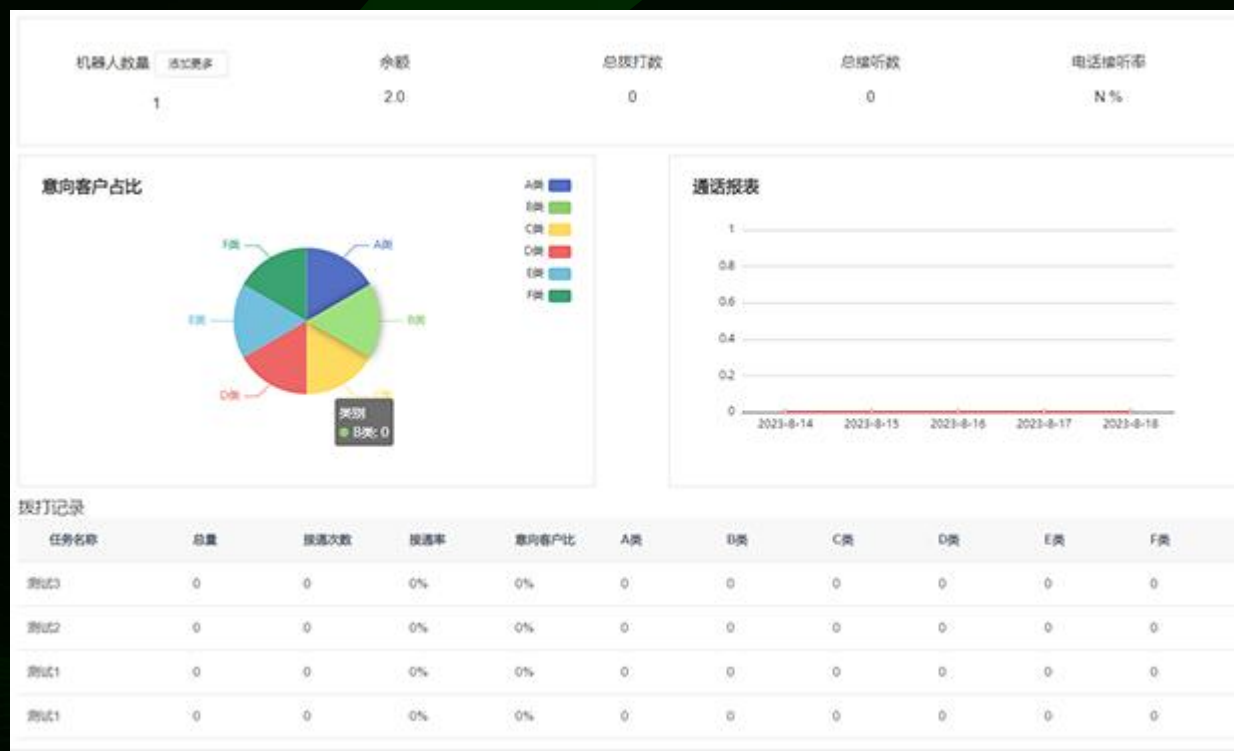 机器人数量 添加更多 余额 总拨打数 总接听数 电话接听率
1 2.0 0 0 N %
意向客户占比
A类
B类
C类
D类
E类
F类
F类 A类
E类 B类
D类
类别
B类: 0
通话报表
1
0.8
0.6
0.4
0.2
0
2023-8-14 2023-8-15 2023-8-16 2023-8-17 2023-8-18
拨打记录
任务名称 总量 接通次数 接通率 意向客户比 A类 B类 C类 D类 E类 F类
测试3 0 0 0% 0% 0 0 0 0 0 0
测试2 0 0 0% 0% 0 0 0 0 0 0
测试1 0 0 0% 0% 0 0 0 0 0 0
测试1 0 0 0% 0% 0 0 0 0 0 0